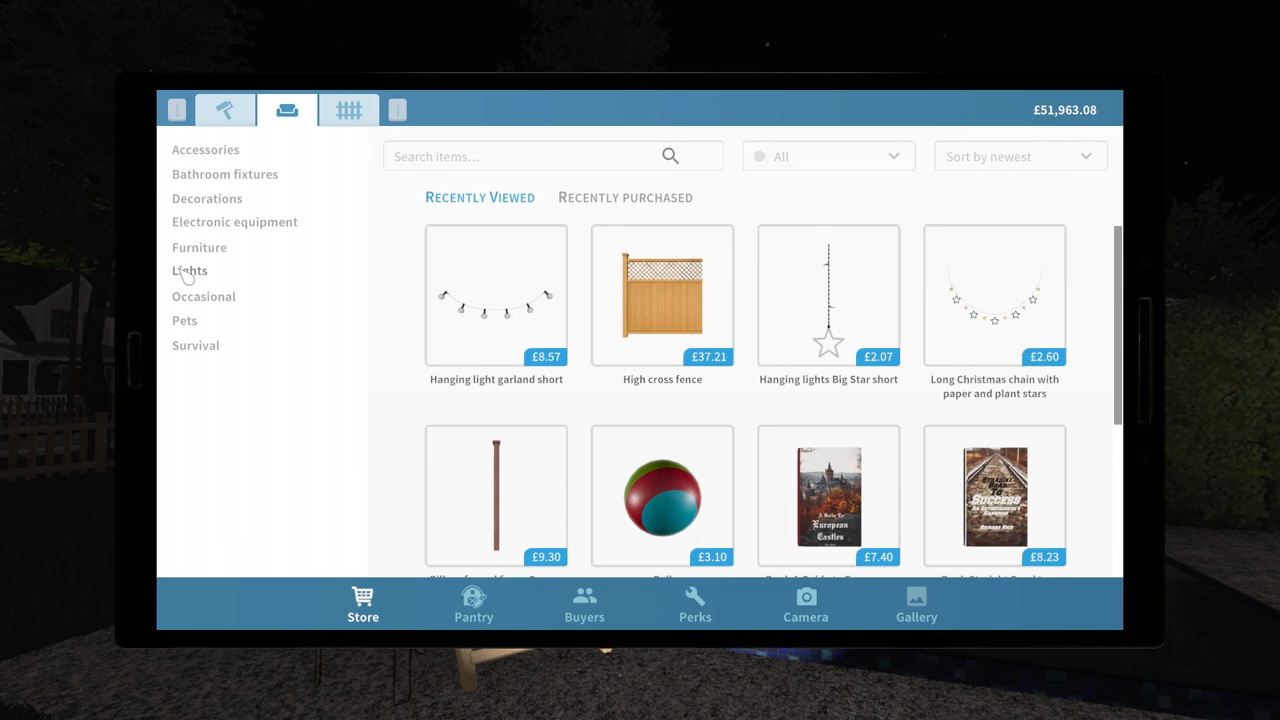 £51,963.08
Accessories
Bathroom fixtures
Decorations
Electronic equipment
Furniture
Lights
Occasional
Pets
Survival
Search items...
All
Sort by newest
RECENTLY VIEWED
RECENTLY PURCHASED
£8.57
Hanging light garland short
£37.21
High cross fence
£2.07
Hanging lights Big Star short
£2.60
Long Christmas chain with
paper and plant stars
£9.30
£3.10
A Guide To
European
Castles
£7.40
SUCCESS
£8.23
Store
Pantry
Buyers
Perks
Camera
Gallery